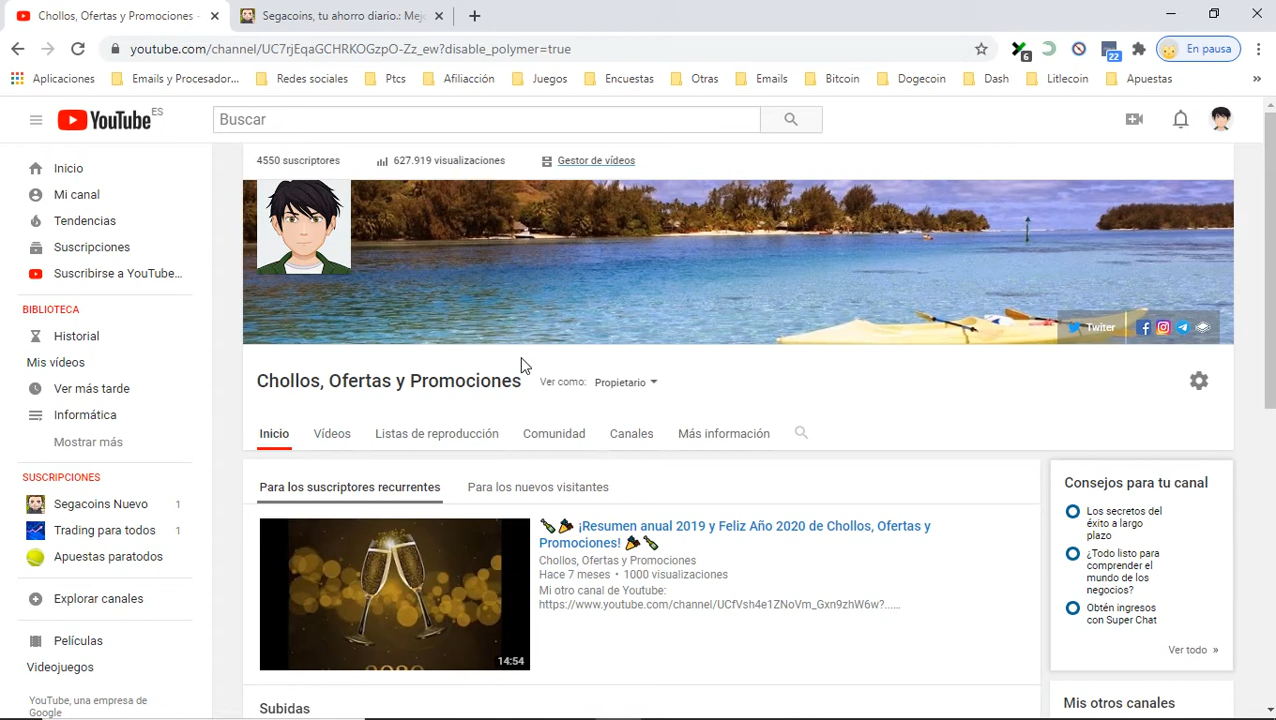 Chollos, Ofertas y Promociones -
Segacoins, tu ahorro diario.: Mejo
youtube.com/channel/UC7rjEqaGCHRKOGzpO-Zz_ew?disable_polymer=true
6
22
En pausa
Aplicaciones
Emails y Procesador...
Redes sociales
Ptcs
Afiliacción
Juegos
Encuestas
Otras
Emails
Bitcoin
Dogecoin
Dash
Litlecoin
Apuestas
»
YouTube ES
Buscar
Inicio
Mi canal
Tendencias
Suscripciones
Suscribirse a YouTube...
BIBLIOTECA
Historial
Mis vídeos
Ver más tarde
Informática
Mostrar más
SUSCRIPCIONES
Segacoins Nuevo 1
Trading para todos 1
Apuestas paratodos
Explorar canales
Películas
Videojuegos
YouTube, una empresa de
Google
4550 suscriptores
627.919 visualizaciones
Gestor de vídeos
Twiter
Chollos, Ofertas y Promociones
Ver como: Propietario
Inicio
Vídeos
Listas de reproducción
Comunidad
Canales
Más información
Para los suscriptores recurrentes
Para los nuevos visitantes
2020
14:54
🍾🎉 ¡Resumen anual 2019 y Feliz Año 2020 de Chollos, Ofertas y
Promociones! 🎉🍾
Chollos, Ofertas y Promociones
Hace 7 meses • 1000 visualizaciones
Mi otro canal de Youtube:
https://www.youtube.com/channel/UCfVsh4e1ZNoVm_Gxn9zhW6w?......
Subidas
Consejos para tu canal
Los secretos del
éxito a largo
plazo
¿Todo listo para
comprender el
mundo de los
negocios?
Obtén ingresos
con Super Chat
Ver todo »
Mis otros canales